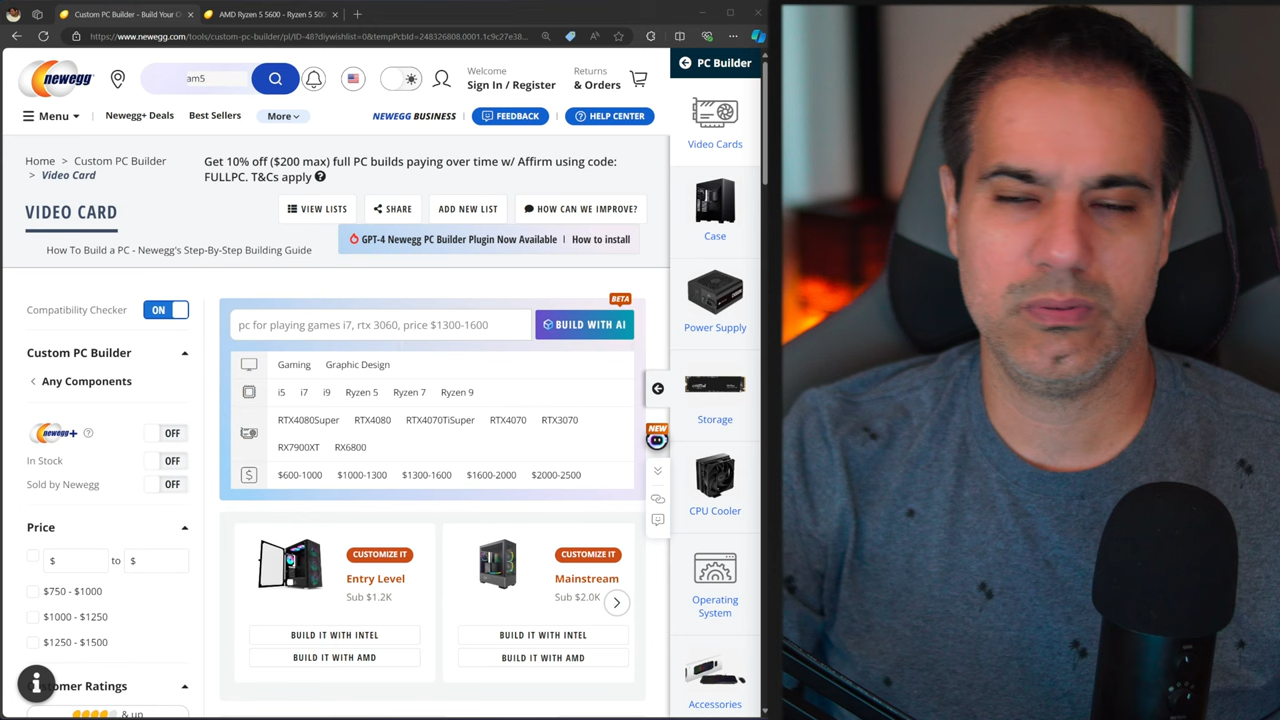 Custom PC Builder - Build Your O
AMD Ryzen 5 5600 - Ryzen 5 500
https://www.newegg.com/tools/custom-pc-builder/pl/ID-48?diywishlist=0&tempPcbId=248326808.0001.1c9c27e38...
newegg
am5
Welcome
Sign In / Register
Returns
& Orders
PC Builder
Menu
Newegg+ Deals
Best Sellers
More
NEWEGG BUSINESS
FEEDBACK
HELP CENTER
Home > Custom PC Builder
> Video Card
Get 10% off ($200 max) full PC builds paying over time w/ Affirm using code:
FULLPC. T&Cs apply
VIDEO CARD
VIEW LISTS
SHARE
ADD NEW LIST
HOW CAN WE IMPROVE?
How To Build a PC - Newegg's Step-By-Step Building Guide
GPT-4 Newegg PC Builder Plugin Now Available | How to install
Compatibility Checker
ON
Custom PC Builder
Any Components
newegg+
OFF
In Stock
OFF
Sold by Newegg
OFF
Price
$ to $
$750 - $1000
$1000 - $1250
$1250 - $1500
Customer Ratings
& up
BETA
pc for playing games i7, rtx 3060, price $1300-1600
BUILD WITH AI
Gaming Graphic Design
i5 i7 i9 Ryzen 5 Ryzen 7 Ryzen 9
RTX4080Super RTX4080 RTX4070TiSuper RTX4070 RTX3070
RX7900XT RX6800
$600-1000 $1000-1300 $1300-1600 $1600-2000 $2000-2500
NEW
CUSTOMIZE IT
Entry Level
Sub $1.2K
BUILD IT WITH INTEL
BUILD IT WITH AMD
CUSTOMIZE IT
Mainstream
Sub $2.0K
BUILD IT WITH INTEL
BUILD IT WITH AMD
Video Cards
Case
Power Supply
crucial
Storage
CPU Cooler
Operating
System
Accessories